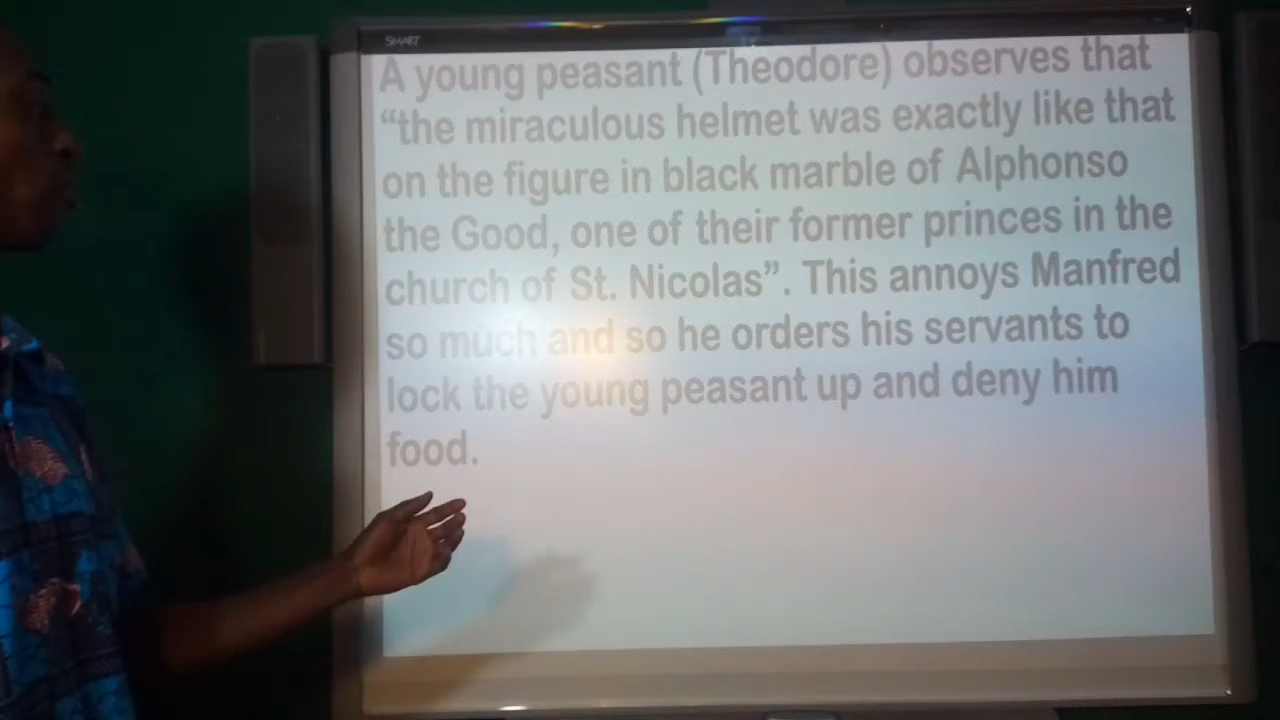 SMART
A young peasant (Theodore) observes that
“the miraculous helmet was exactly like that
on the figure in black marble of Alphonso
the Good, one of their former princes in the
church of St. Nicolas”. This annoys Manfred
so much and so he orders his servants to
lock the young peasant up and deny him
food.